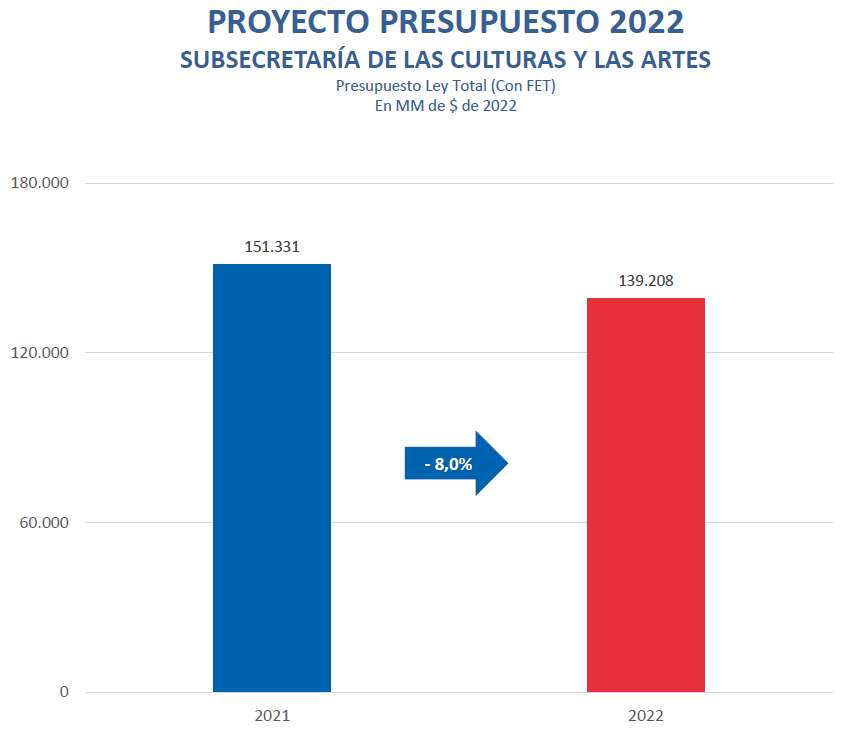 PROYECTO PRESUPUESTO 2022
SUBSECRETARÍA DE LAS CULTURAS Y LAS ARTES
Presupuesto Ley Total (Con FET)
En MM de $ de 2022
180.000
151.331
139.208
120.000
- 8,0%
60.000
0
2021
2022